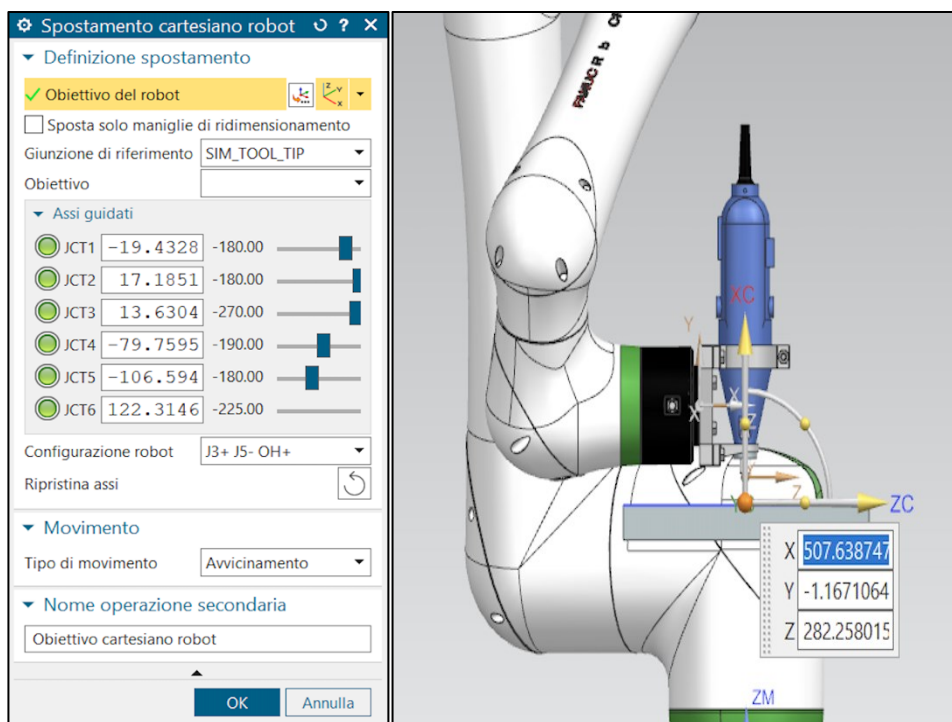 Spostamento cartesiano robot
Definizione spostamento
Obiettivo del robot
Sposta solo maniglie di ridimensionamento
Giunzione di riferimento SIM_TOOL_TIP
Obiettivo
Assi guidati
JCT1 -19.4328 -180.00
JCT2 17.1851 -180.00
JCT3 13.6304 -270.00
JCT4 -79.7595 -190.00
JCT5 -106.594 -180.00
JCT6 122.3146 -225.00
Configurazione robot J3+ J5- OH+
Ripristina assi
Movimento
Tipo di movimento Avvicinamento
Nome operazione secondaria
Obiettivo cartesiano robot
OK Annulla
FANUC
XC
Y
X
X
Z
Z
ZC
X 507.638747
Y -1.1671064
Z 282.258015
ZM